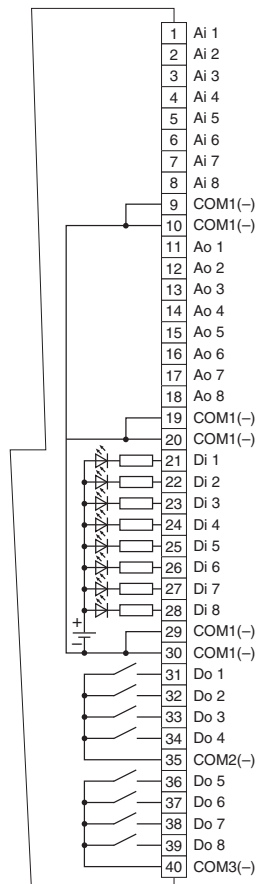 1 Ai 1
2 Ai 2
3 Ai 3
4 Ai 4
5 Ai 5
6 Ai 6
7 Ai 7
8 Ai 8
9 COM1(–)
10 COM1(–)
11 Ao 1
12 Ao 2
13 Ao 3
14 Ao 4
15 Ao 5
16 Ao 6
17 Ao 7
18 Ao 8
19 COM1(–)
20 COM1(–)
21 Di 1
22 Di 2
23 Di 3
24 Di 4
25 Di 5
26 Di 6
27 Di 7
28 Di 8
+
29 COM1(–)
–
30 COM1(–)
31 Do 1
32 Do 2
33 Do 3
34 Do 4
35 COM2(–)
36 Do 5
37 Do 6
38 Do 7
39 Do 8
40 COM3(–)